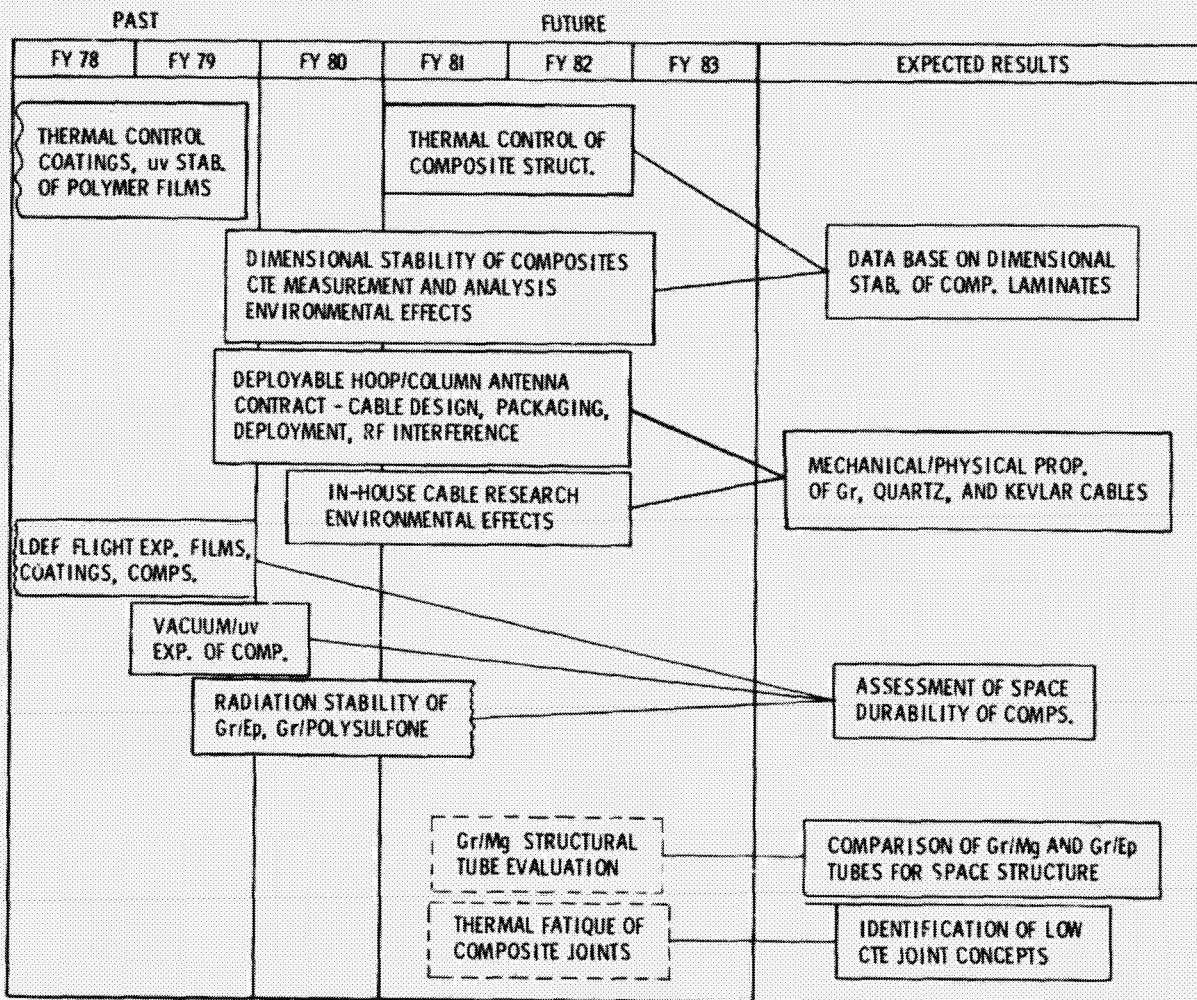 PAST
FUTURE
FY 78
FY 79
FY 80
FY 81
FY 82
FY 83
EXPECTED RESULTS
THERMAL CONTROL
COATINGS, uv STAB.
OF POLYMER FILMS
THERMAL CONTROL OF
COMPOSITE STRUCT.
DIMENSIONAL STABILITY OF COMPOSITES
CTE MEASUREMENT AND ANALYSIS
ENVIRONMENTAL EFFECTS
DATA BASE ON DIMENSIONAL
STAB. OF COMP. LAMINATES
DEPLOYABLE HOOP/COLUMN ANTENNA
CONTRACT - CABLE DESIGN, PACKAGING,
DEPLOYMENT, RF INTERFERENCE
IN-HOUSE CABLE RESEARCH
ENVIRONMENTAL EFFECTS
MECHANICAL/PHYSICAL PROP.
OF Gr, QUARTZ, AND KEVLAR CABLES
LDEF FLIGHT EXP. FILMS,
COATINGS, COMPS.
VACUUM/uv
EXP. OF COMP.
RADIATION STABILITY OF
Gr/Ep, Gr/POLYSULFONE
ASSESSMENT OF SPACE
DURABILITY OF COMPS.
Gr/Mg STRUCTURAL
TUBE EVALUATION
COMPARISON OF Gr/Mg AND Gr/Ep
TUBES FOR SPACE STRUCTURE
THERMAL FATIQUE OF
COMPOSITE JOINTS
IDENTIFICATION OF LOW
CTE JOINT CONCEPTS